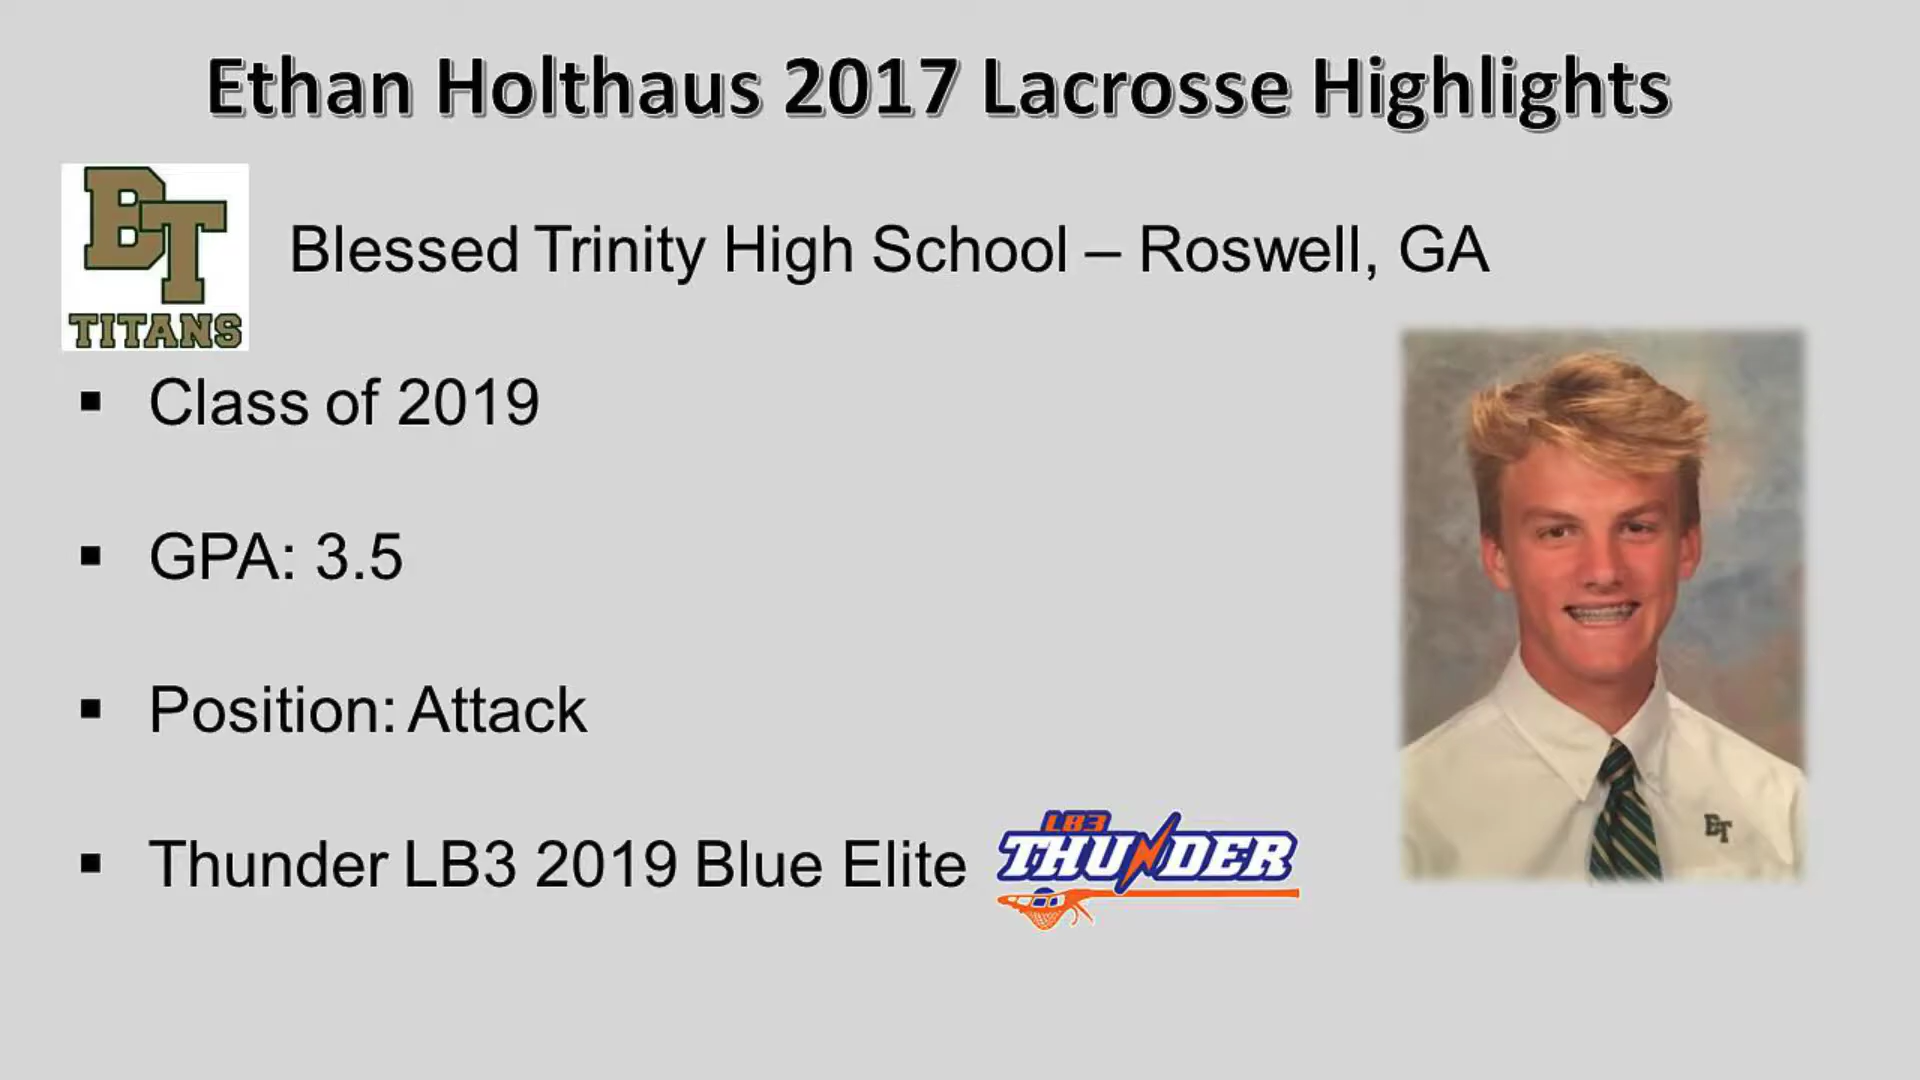 Ethan Holthaus 2017 Lacrosse Highlights
BT
TITANS
Blessed Trinity High School – Roswell, GA
▪ Class of 2019
▪ GPA: 3.5
▪ Position: Attack
▪ Thunder LB3 2019 Blue Elite
LB3
THUNDER
BT